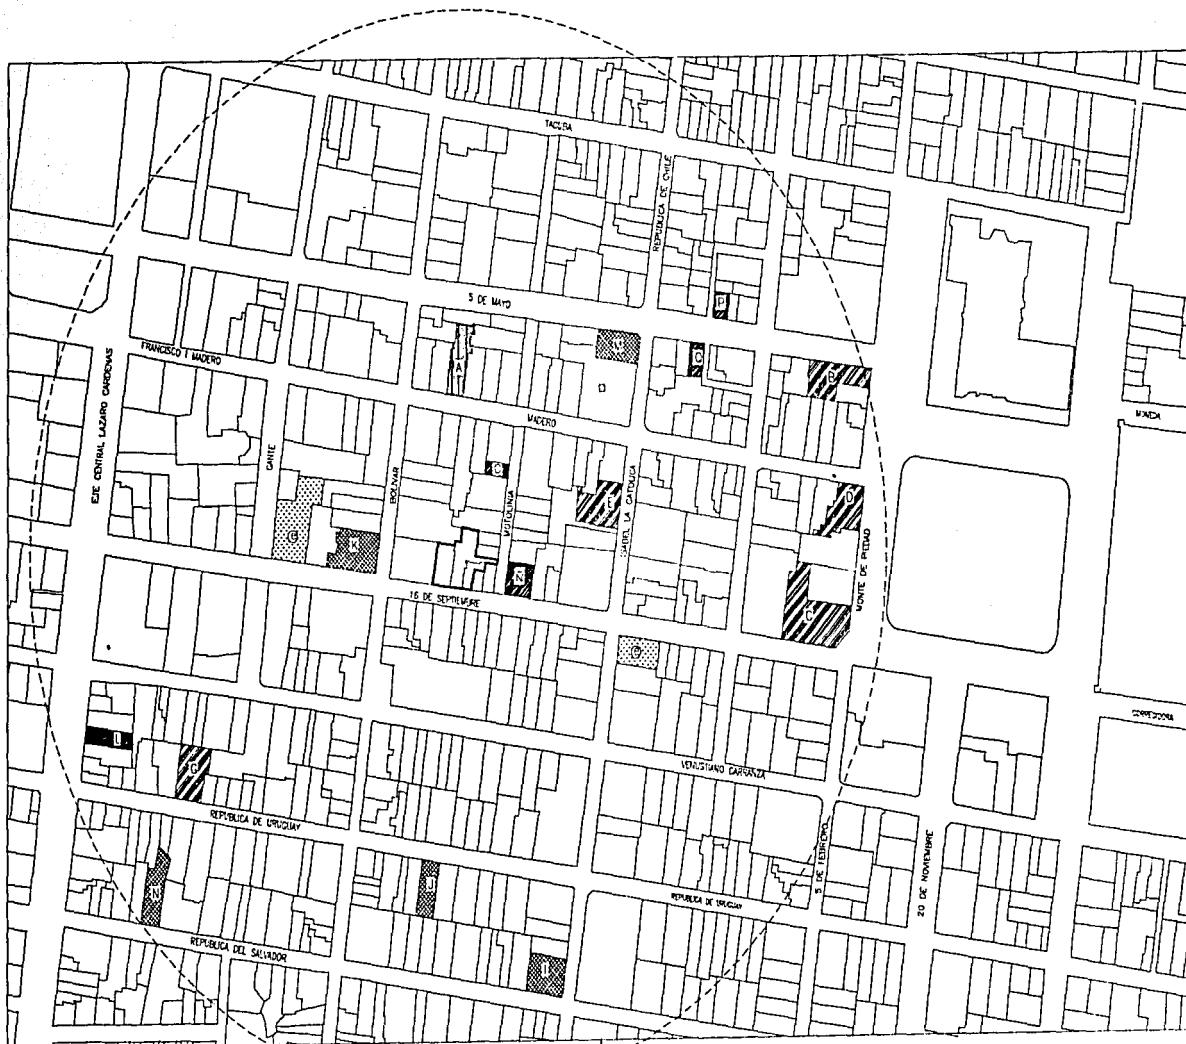 TACUBA
REPUBLICA DE CHILE
5 DE MAYO
P
M
O
FRANCISCO I MADERO
EJE CENTRAL LAZARO CARDENAS
A
B
MONEDA
MADERO
GANTE
BOLIVAR
C
MOTOLINIA
E
ISABEL LA CATOLICA
D
MONTE DE PIEDAD
K
Ñ
16 DE SEPTIEMBRE
C
CORREGIDORA
L
G
VENUSTIANO CARRANZA
REPUBLICA DE URUGUAY
5 DE FEBRERO
20 DE NOVIEMBRE
N
J
REPUBLICA DE URUGUAY
REPUBLICA DEL SALVADOR